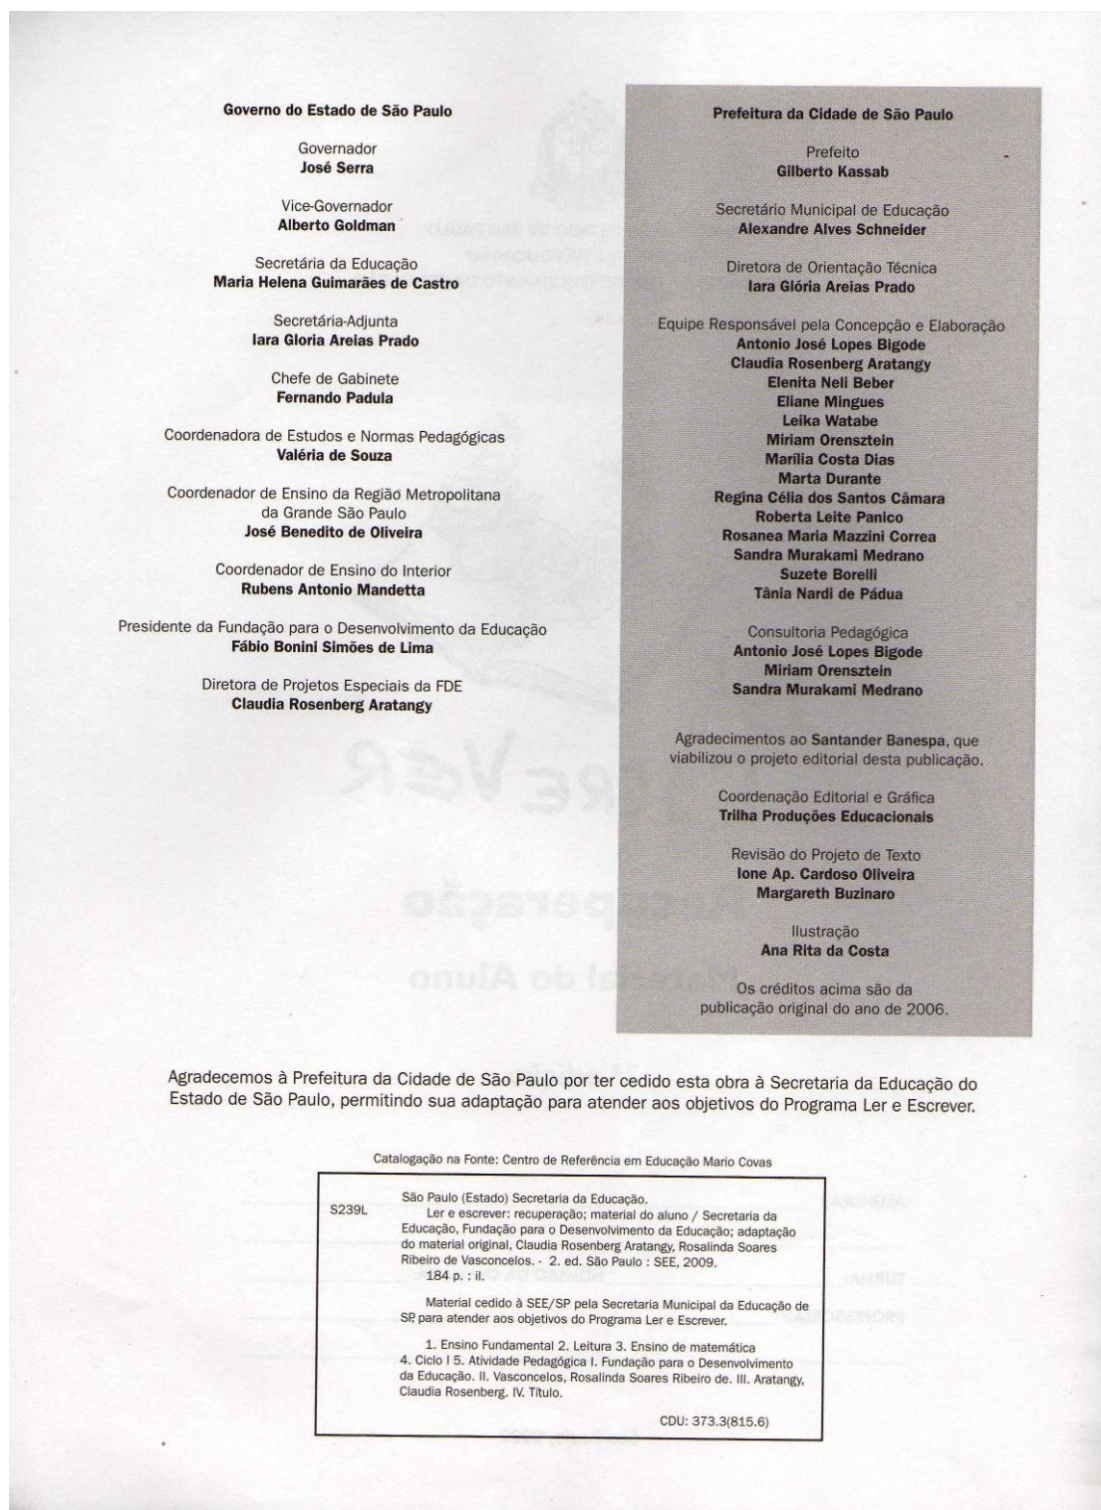 Governo do Estado de São Paulo
Governador
José Serra
Vice-Governador
Alberto Goldman
Secretária da Educação
Maria Helena Guimarães de Castro
Secretária-Adjunta
Iara Gloria Areias Prado
Chefe de Gabinete
Fernando Padula
Coordenadora de Estudos e Normas Pedagógicas
Valéria de Souza
Coordenador de Ensino da Região Metropolitana
da Grande São Paulo
José Benedito de Oliveira
Coordenador de Ensino do Interior
Rubens Antonio Mandetta
Presidente da Fundação para o Desenvolvimento da Educação
Fábio Bonini Simões de Lima
Diretora de Projetos Especiais da FDE
Claudia Rosenberg Aratangy
Prefeitura da Cidade de São Paulo
Prefeito
Gilberto Kassab
Secretário Municipal de Educação
Alexandre Alves Schneider
Diretora de Orientação Técnica
Iara Glória Areias Prado
Equipe Responsável pela Concepção e Elaboração
Antonio José Lopes Bigode
Claudia Rosenberg Aratangy
Elenita Neli Beber
Eliane Mingues
Leika Watabe
Miriam Orensztein
Marília Costa Dias
Marta Durante
Regina Célia dos Santos Câmara
Roberta Leite Panico
Rosanea Maria Mazzini Correa
Sandra Murakami Medrano
Suzete Borelli
Tânia Nardi de Pádua
Consultoria Pedagógica
Antonio José Lopes Bigode
Miriam Orensztein
Sandra Murakami Medrano
Agradecimentos ao Santander Banespa, que
viabilizou o projeto editorial desta publicação.
Coordenação Editorial e Gráfica
Trilha Produções Educacionais
Revisão do Projeto de Texto
Ione Ap. Cardoso Oliveira
Margareth Buzinaro
Ilustração
Ana Rita da Costa
Os créditos acima são da
publicação original do ano de 2006.
Agradecemos à Prefeitura da Cidade de São Paulo por ter cedido esta obra à Secretaria da Educação do
Estado de São Paulo, permitindo sua adaptação para atender aos objetivos do Programa Ler e Escrever.
Catalogação na Fonte: Centro de Referência em Educação Mario Covas
São Paulo (Estado) Secretaria da Educação.
S239L Ler e escrever: recuperação; material do aluno / Secretaria da
Educação, Fundação para o Desenvolvimento da Educação; adaptação
do material original, Claudia Rosenberg Aratangy, Rosalinda Soares
Ribeiro de Vasconcelos. - 2. ed. São Paulo : SEE, 2009.
184 p. : il.
Material cedido à SEE/SP pela Secretaria Municipal da Educação de
SP para atender aos objetivos do Programa Ler e Escrever.
1. Ensino Fundamental 2. Leitura 3. Ensino de matemática
4. Ciclo I 5. Atividade Pedagógica I. Fundação para o Desenvolvimento
da Educação. II. Vasconcelos, Rosalinda Soares Ribeiro de. III. Aratangy,
Claudia Rosenberg. IV. Título.
CDU: 373.3(815.6)